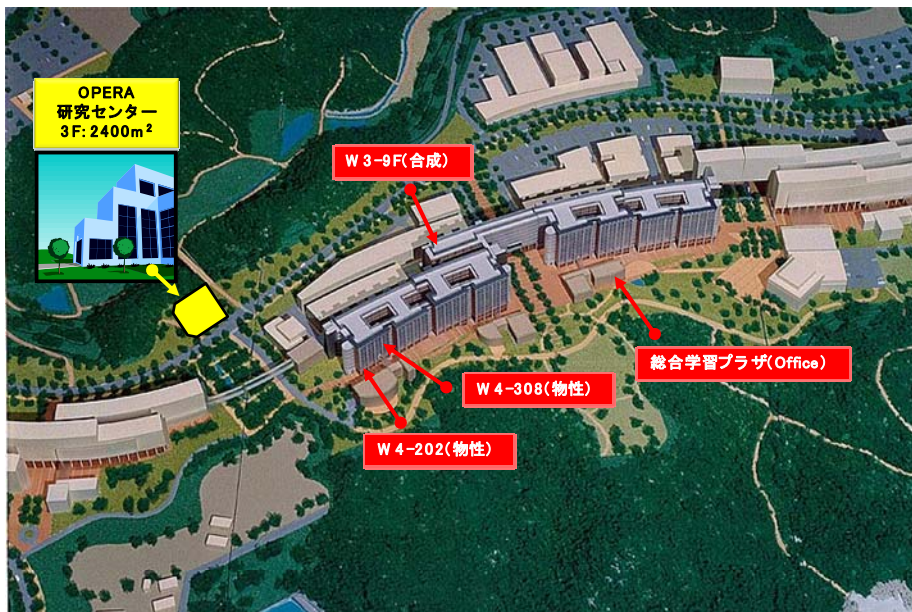 OPERA
研究センター
3F:2400m²
W3-9F(合成)
総合学習プラザ(Office)
W4-308(物性)
W4-202(物性)